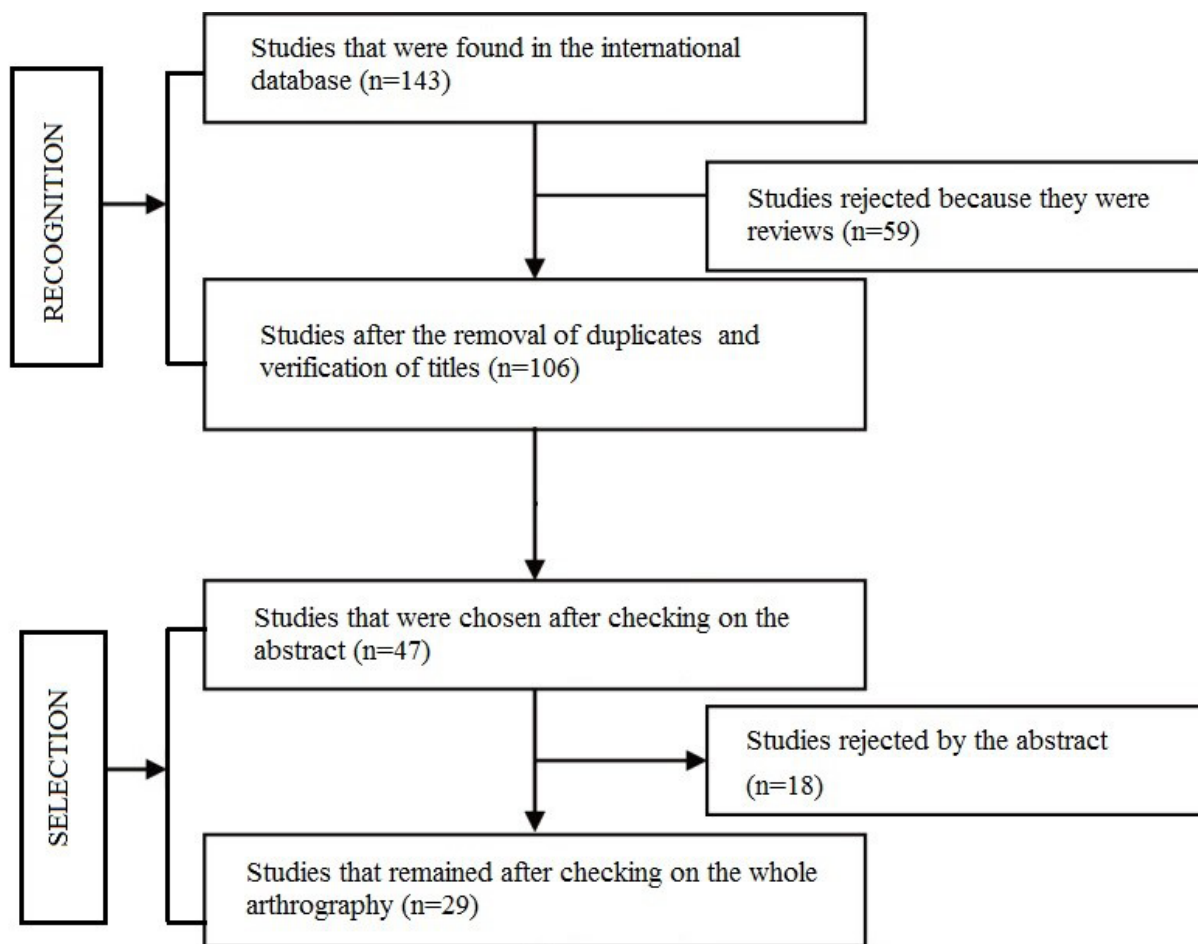 Studies that were found in the international
database (n=143)
RECOGNITION
Studies rejected because they were
reviews (n=59)
Studies after the removal of duplicates and
verification of titles (n=106)
Studies that were chosen after checking on the
abstract (n=47)
SELECTION
Studies rejected by the abstract
(n=18)
Studies that remained after checking on the whole
arthrography (n=29)